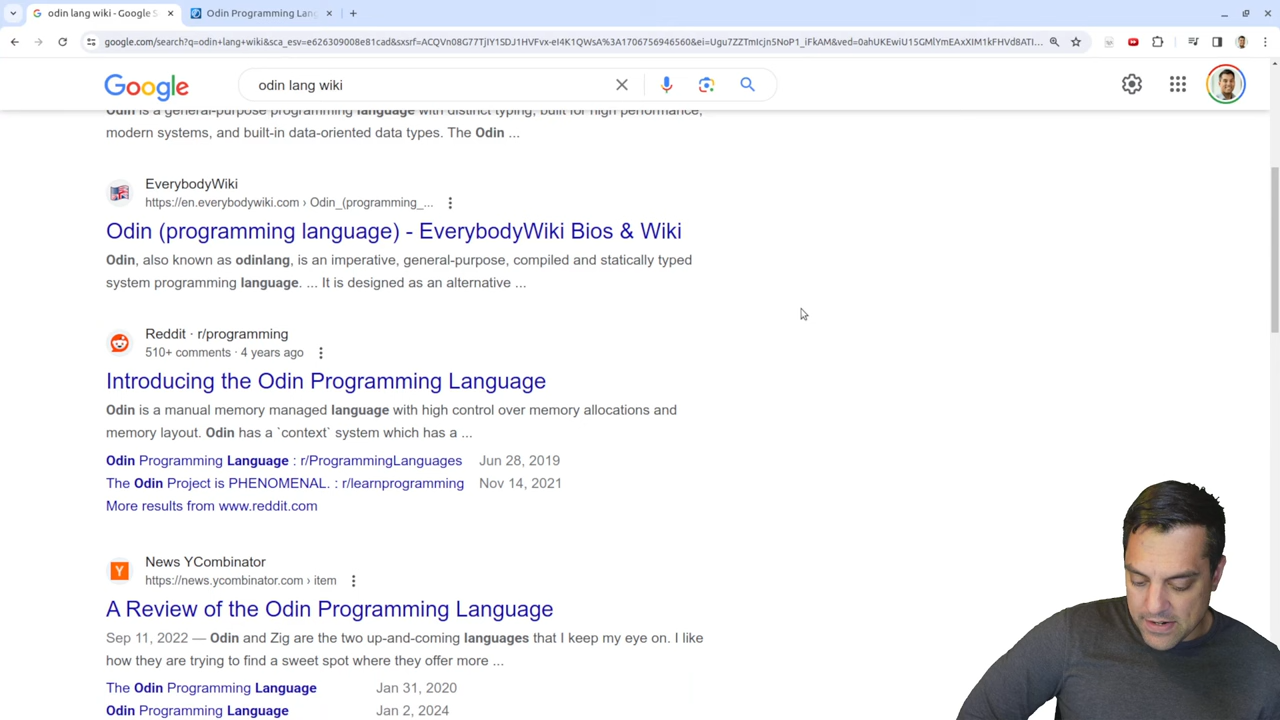 odin lang wiki - Google S
Odin Programming Lang
google.com/search?q=odin+lang+wiki&sca_esv=e626309008e81cad&sxsrf=ACQVn08G77TjIY1SDJ1HVFvx-eI4K1QWsA%3A1706756946560&ei=Ugu7ZZTmIcjn5NoP1_iFkAM&ved=0ahUKEwiU15GMlYmEAxXIM1kFHVd8ATI...
Google
odin lang wiki
Odin is a general-purpose programming language with distinct typing, built for high performance,
modern systems, and built-in data-oriented data types. The Odin ...
EverybodyWiki
https://en.everybodywiki.com › Odin_(programming_...
Odin (programming language) - EverybodyWiki Bios & Wiki
Odin, also known as odinlang, is an imperative, general-purpose, compiled and statically typed
system programming language. ... It is designed as an alternative ...
Reddit · r/programming
510+ comments · 4 years ago
Introducing the Odin Programming Language
Odin is a manual memory managed language with high control over memory allocations and
memory layout. Odin has a `context` system which has a ...
Odin Programming Language : r/ProgrammingLanguages Jun 28, 2019
The Odin Project is PHENOMENAL. : r/learnprogramming Nov 14, 2021
More results from www.reddit.com
Y
News YCombinator
https://news.ycombinator.com › item
A Review of the Odin Programming Language
Sep 11, 2022 — Odin and Zig are the two up-and-coming languages that I keep my eye on. I like
how they are trying to find a sweet spot where they offer more ...
The Odin Programming Language Jan 31, 2020
Odin Programming Language Jan 2, 2024